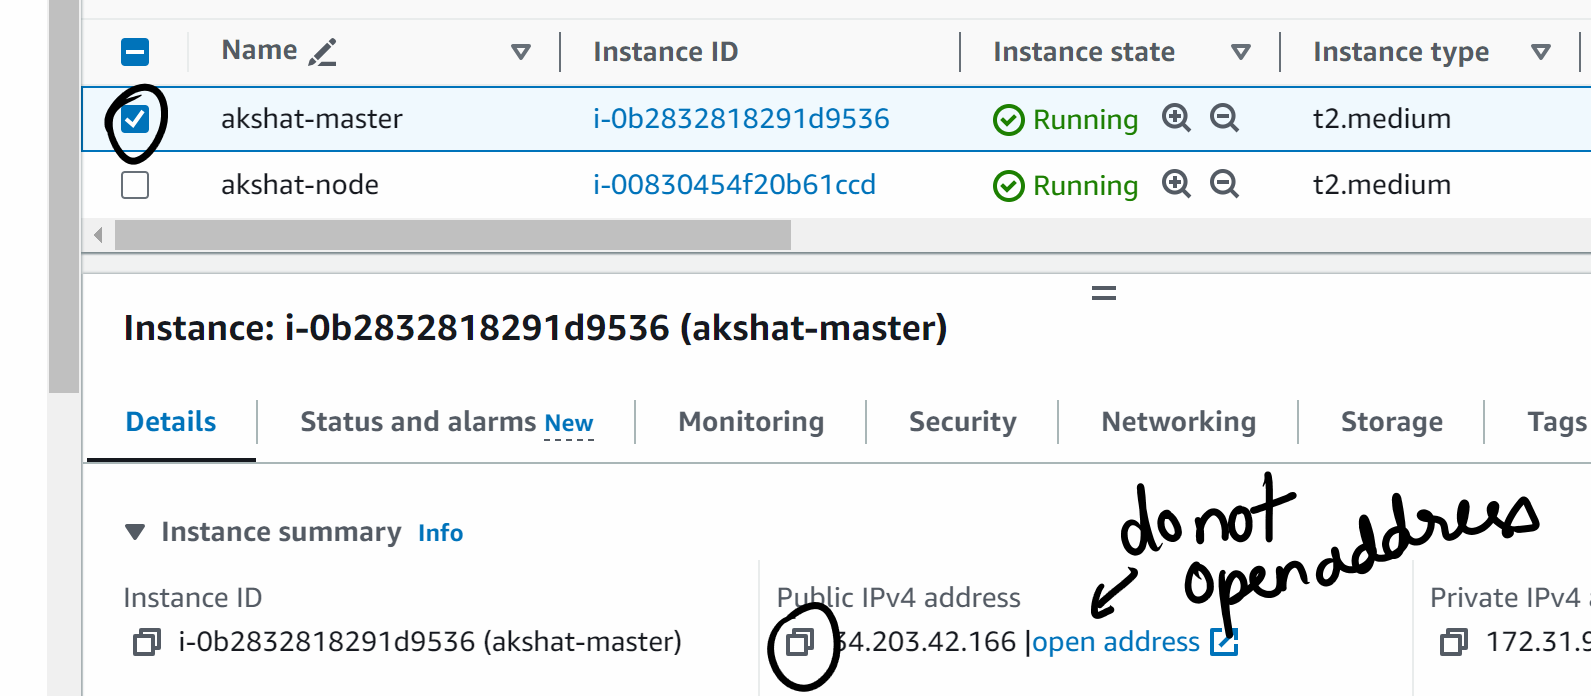 Name Instance ID Instance state Instance type
akshat-master i-0b2832818291d9536 Running t2.medium
akshat-node i-00830454f20b61ccd Running t2.medium
Instance: i-0b2832818291d9536 (akshat-master)
Details Status and alarms New Monitoring Security Networking Storage Tags
do not
open address
Instance summary Info
Instance ID Public IPv4 address Private IPv4
i-0b2832818291d9536 (akshat-master) 34.203.42.166 |open address 172.31.9